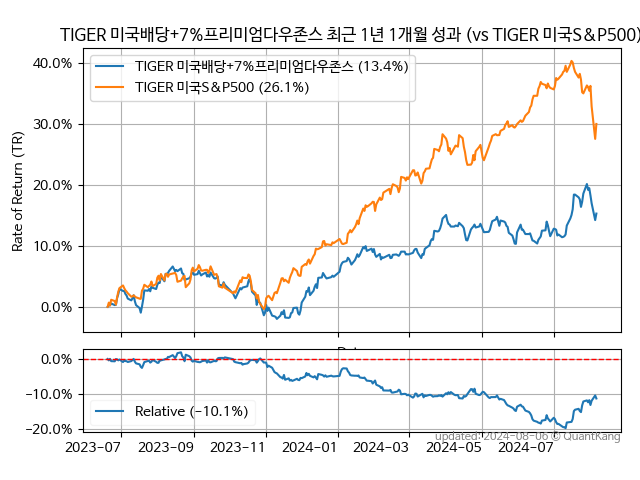 TIGER 미국배당+7%프리미엄다우존스 최근 1년 1개월 성과 (vs TIGER 미국S&P500)
Rate of Return (TR)
40.0%
30.0%
20.0%
10.0%
0.0%
TIGER 미국배당+7%프리미엄다우존스 (13.4%)
TIGER 미국S&P500 (26.1%)
0.0%
−10.0%
−20.0%
Relative (−10.1%)
2023−07 2023−09 2023−11 2024−01 2024−03 2024−05 2024−07
updated: 2024−08−06 © QuantKang